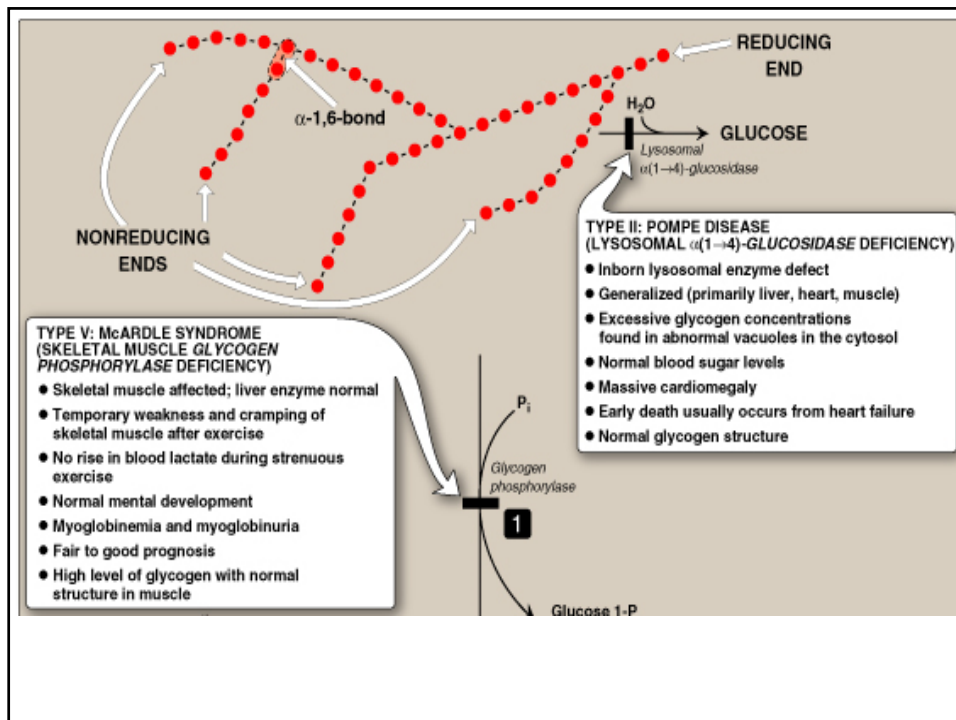 REDUCING
END
α-1,6-bond
H₂O
GLUCOSE
Lysosomal
α(1→4)-glucosidase
NONREDUCING
ENDS
TYPE II: POMPE DISEASE
(LYSOSOMAL α(1→4)-GLUCOSIDASE DEFICIENCY)
● Inborn lysosomal enzyme defect
● Generalized (primarily liver, heart, muscle)
● Excessive glycogen concentrations
found in abnormal vacuoles in the cytosol
● Normal blood sugar levels
● Massive cardiomegaly
● Early death usually occurs from heart failure
● Normal glycogen structure
TYPE V: McARDLE SYNDROME
(SKELETAL MUSCLE GLYCOGEN
PHOSPHORYLASE DEFICIENCY)
● Skeletal muscle affected; liver enzyme normal
● Temporary weakness and cramping of
skeletal muscle after exercise
● No rise in blood lactate during strenuous
exercise
● Normal mental development
● Myoglobinemia and myoglobinuria
● Fair to good prognosis
● High level of glycogen with normal
structure in muscle
Pᵢ
Glycogen
phosphorylase
1
Glucose 1-P